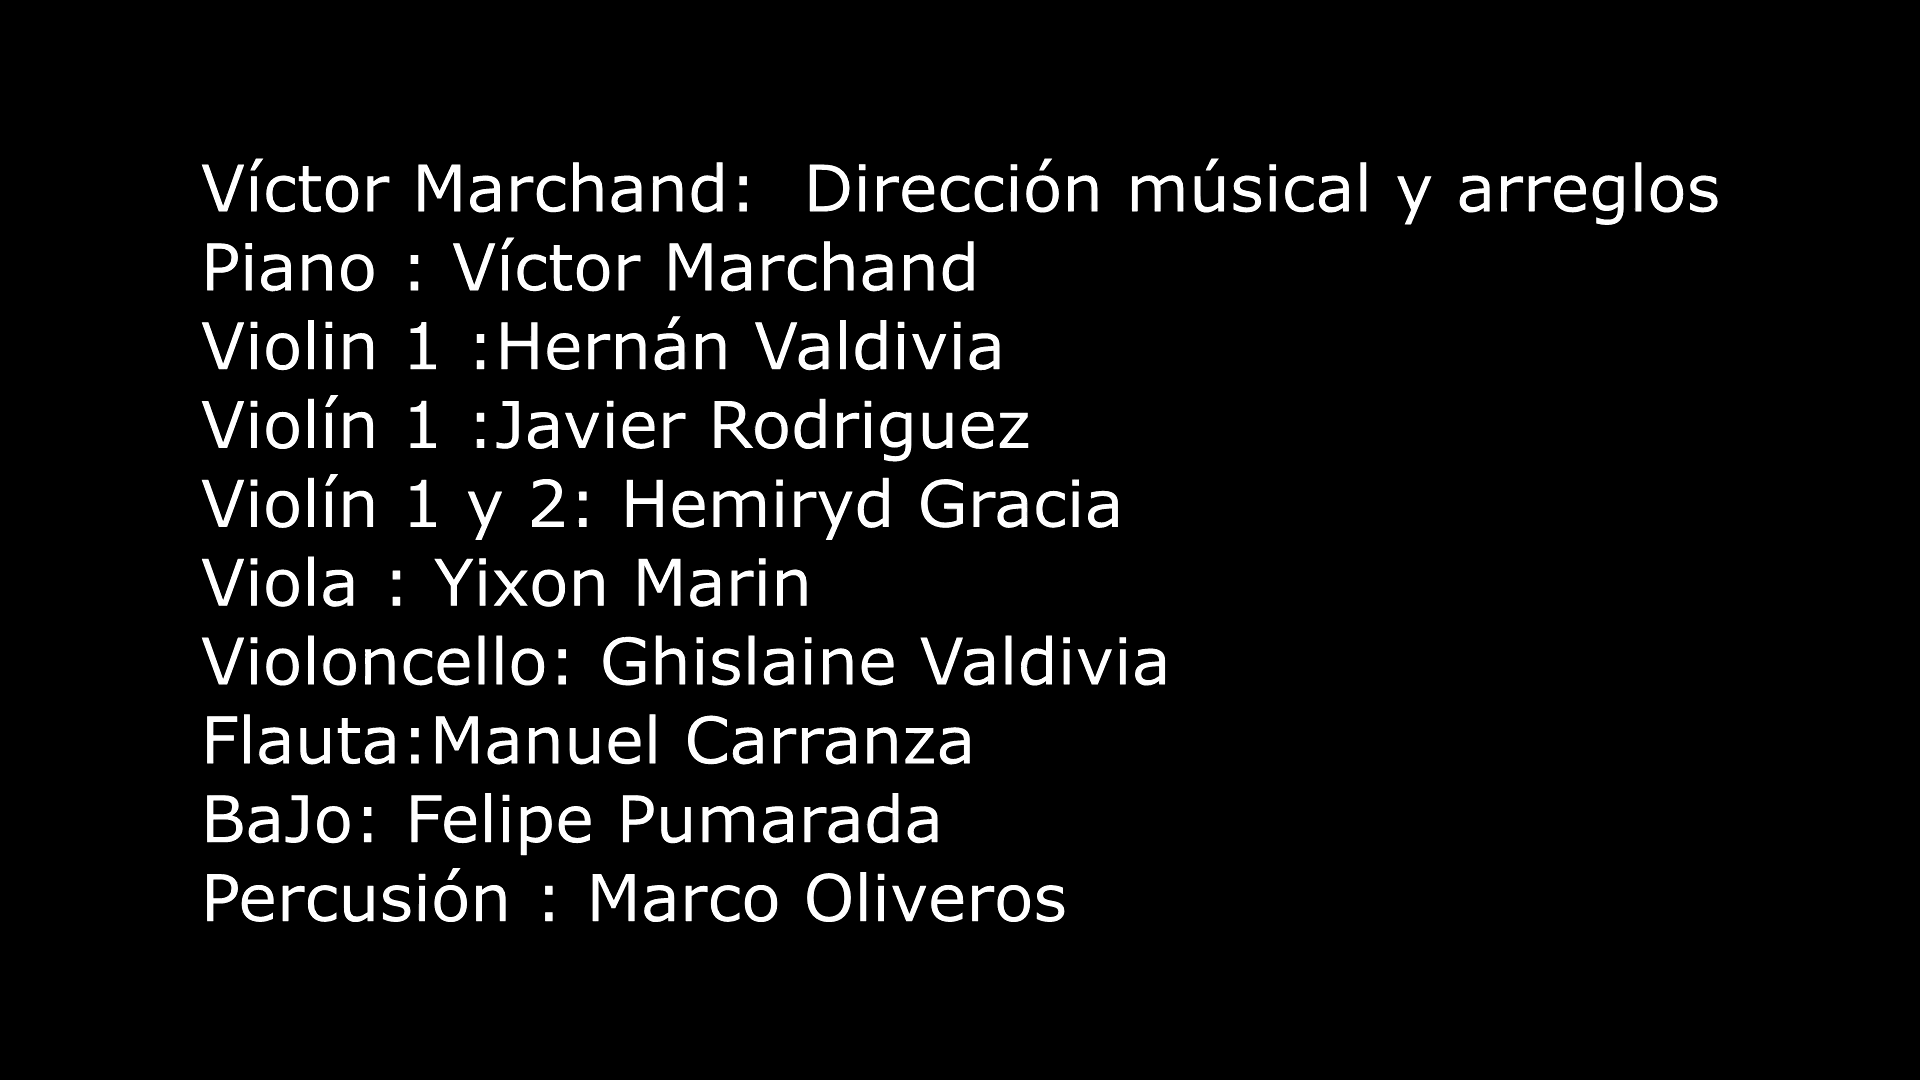 Víctor Marchand:  Dirección músical y arreglos
Piano : Víctor Marchand
Violin 1 :Hernán Valdivia
Violín 1 :Javier Rodriguez
Violín 1 y 2: Hemiryd Gracia
Viola : Yixon Marin
Violoncello: Ghislaine Valdivia
Flauta:Manuel Carranza
BaJo: Felipe Pumarada
Percusión : Marco Oliveros